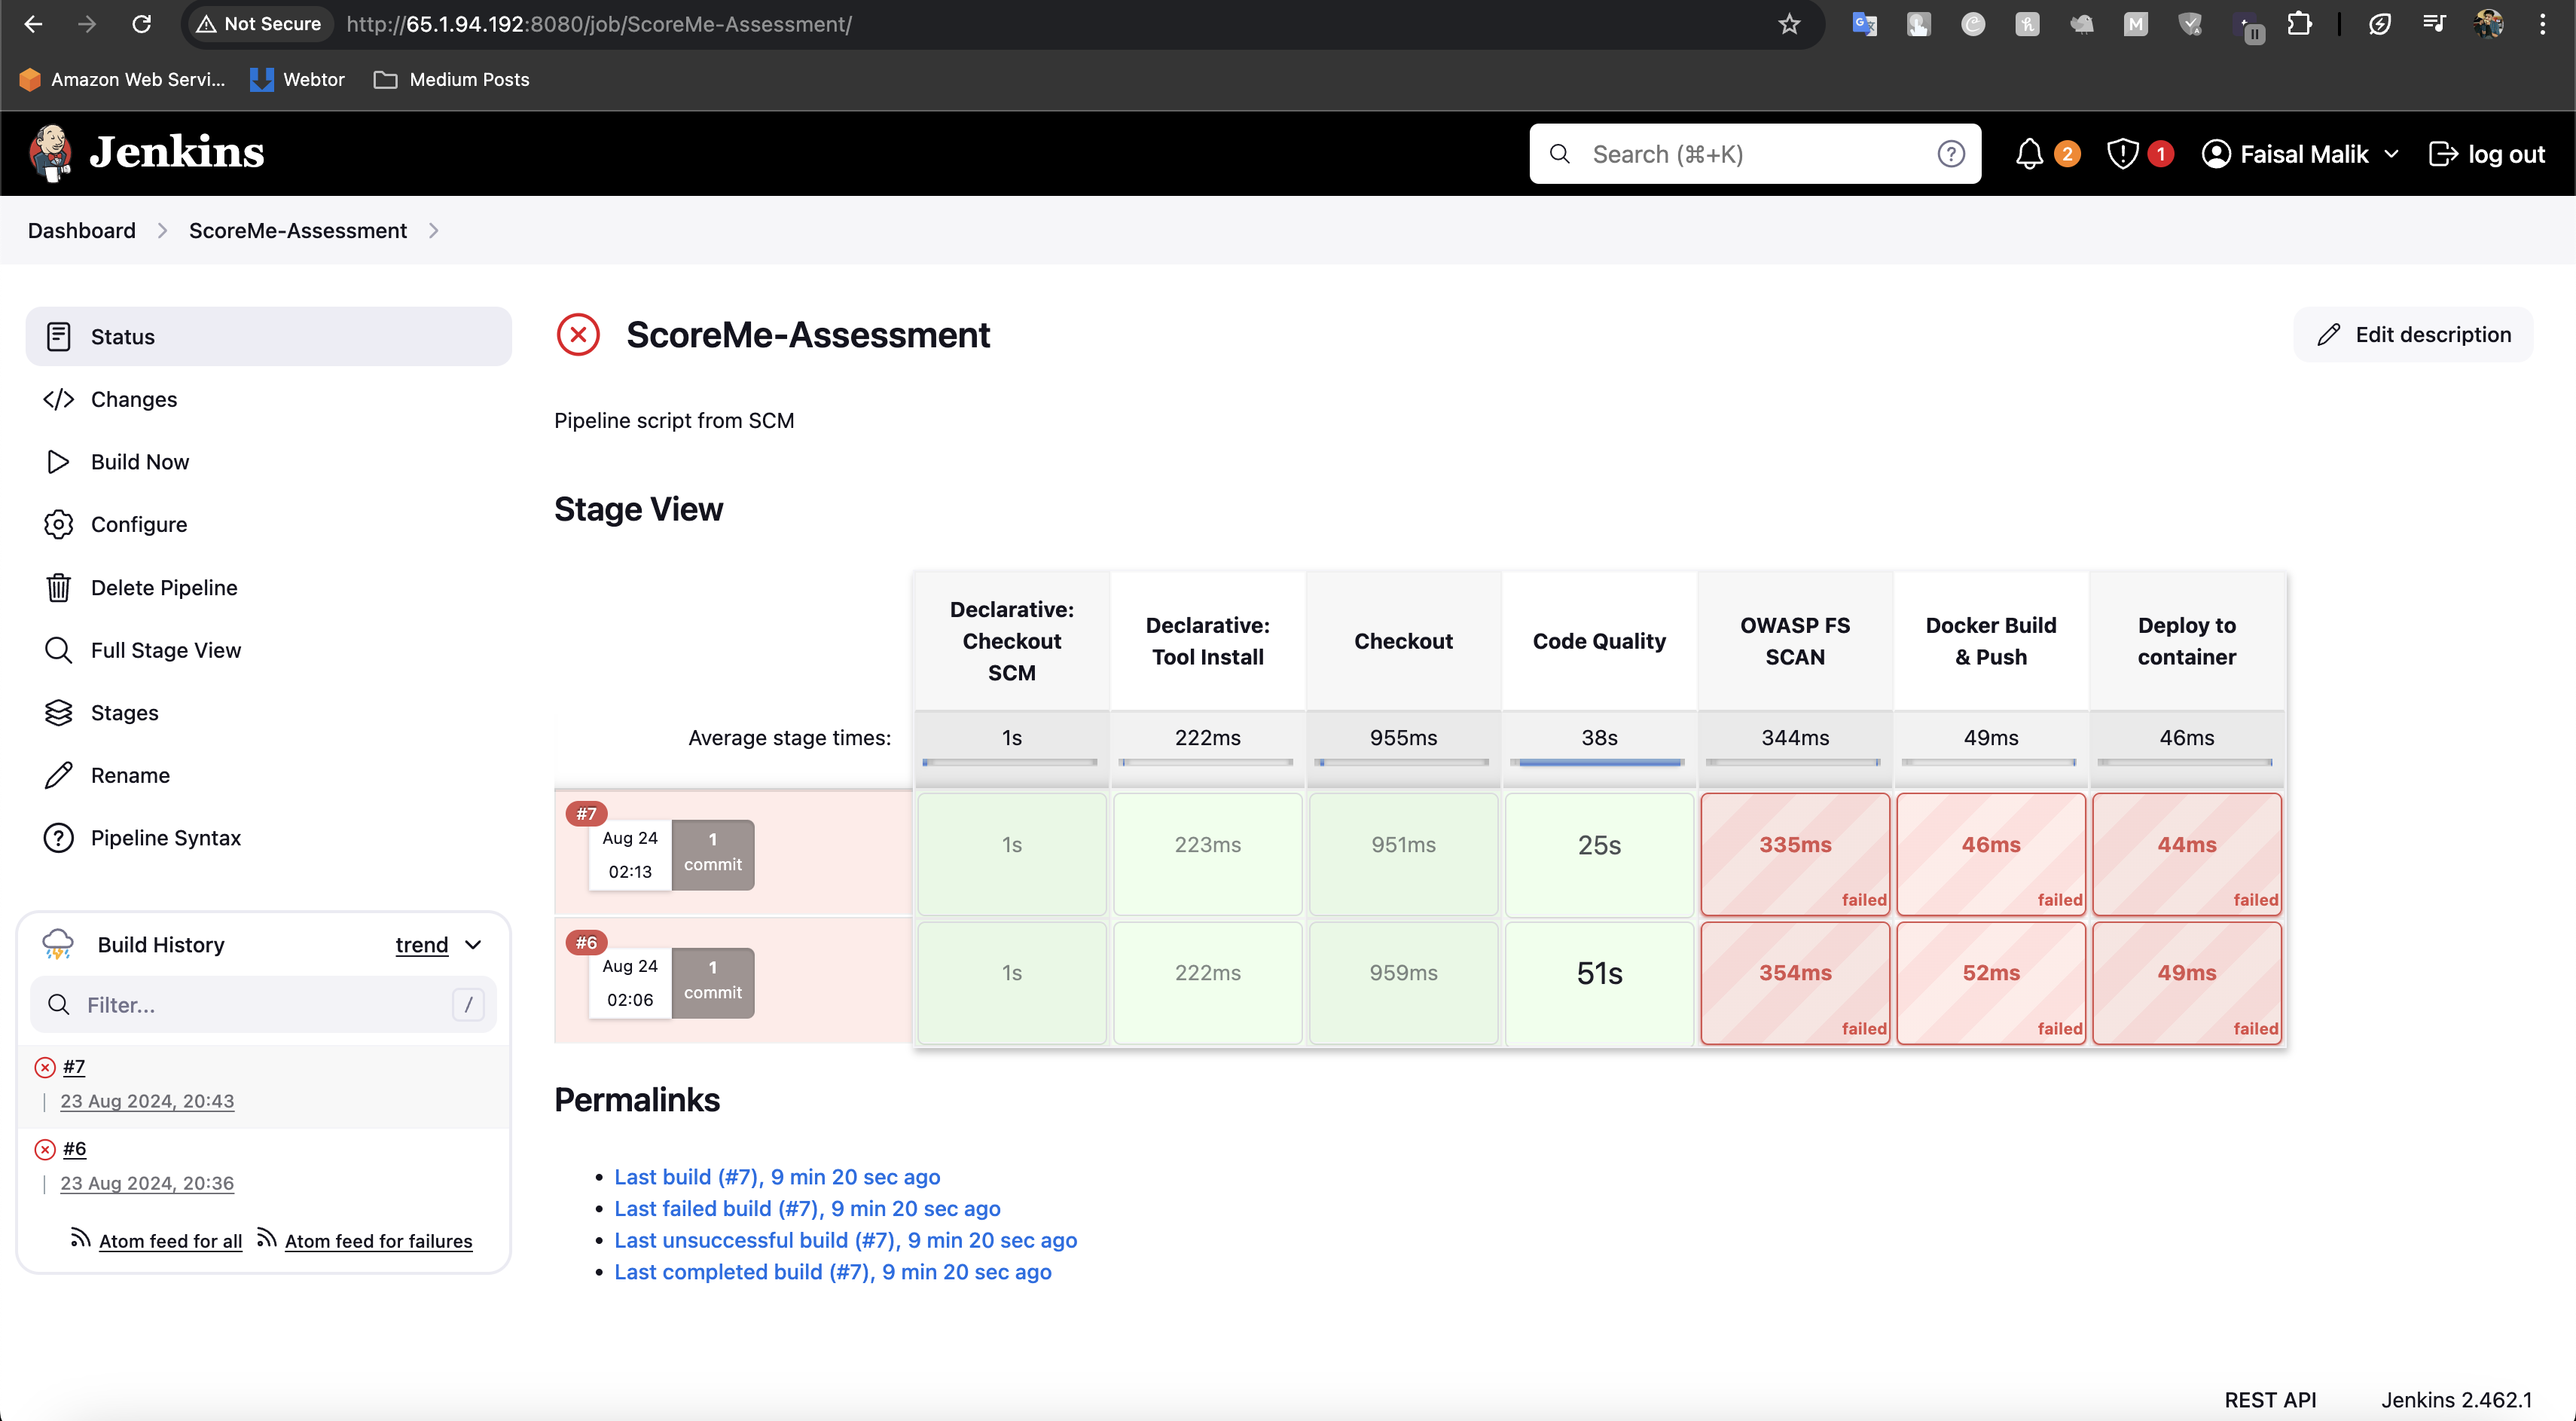 Not Secure http://65.1.94.192:8080/job/ScoreMe-Assessment/
Amazon Web Servi... Webtor Medium Posts
Jenkins
Search (⌘+K) ?
2
1
Faisal Malik
log out
Dashboard > ScoreMe-Assessment >
Status
Changes
Build Now
Configure
Delete Pipeline
Full Stage View
Stages
Rename
Pipeline Syntax
Build History trend
Filter... /
#7
23 Aug 2024, 20:43
#6
23 Aug 2024, 20:36
Atom feed for all Atom feed for failures
ScoreMe-Assessment
Edit description
Pipeline script from SCM
Stage View
Declarative: Checkout SCM
Declarative: Tool Install
Checkout
Code Quality
OWASP FS SCAN
Docker Build & Push
Deploy to container
Average stage times: 1s 222ms 955ms 38s 344ms 49ms 46ms
#7
Aug 24
02:13
1
commit
1s 223ms 951ms 25s 335ms 46ms 44ms
failed failed failed
#6
Aug 24
02:06
1
commit
1s 222ms 959ms 51s 354ms 52ms 49ms
failed failed failed
Permalinks
Last build (#7), 9 min 20 sec ago
Last failed build (#7), 9 min 20 sec ago
Last unsuccessful build (#7), 9 min 20 sec ago
Last completed build (#7), 9 min 20 sec ago
REST API Jenkins 2.462.1